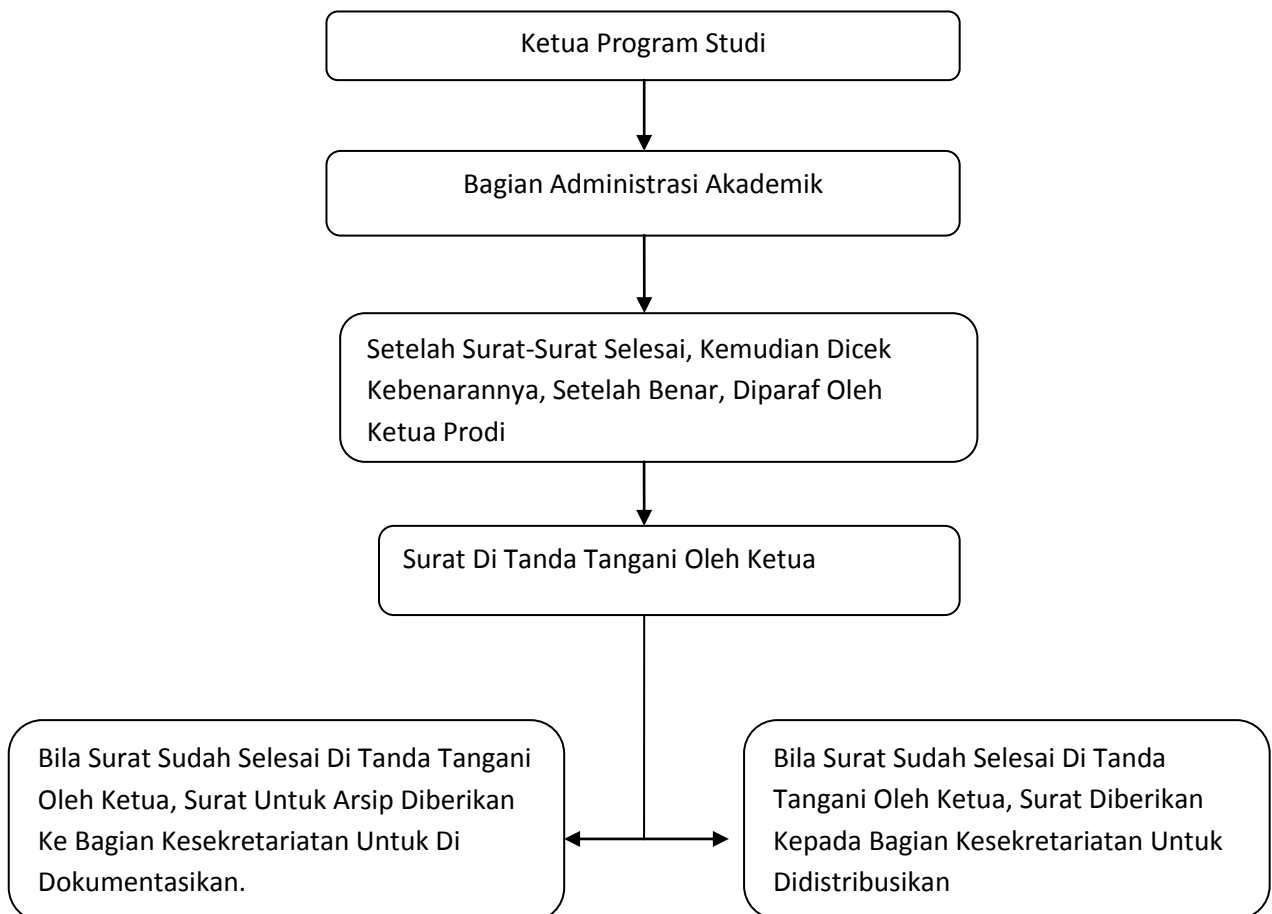 Ketua Program Studi
Bagian Administrasi Akademik
Setelah Surat-Surat Selesai, Kemudian Dicek
Kebenarannya, Setelah Benar, Diparaf Oleh
Ketua Prodi
Surat Di Tanda Tangani Oleh Ketua
Bila Surat Sudah Selesai Di Tanda Tangani
Oleh Ketua, Surat Untuk Arsip Diberikan
Ke Bagian Kesekretariatan Untuk Di
Dokumentasikan.
Bila Surat Sudah Selesai Di Tanda
Tangani Oleh Ketua, Surat Diberikan
Kepada Bagian Kesekretariatan Untuk
Didistribusikan